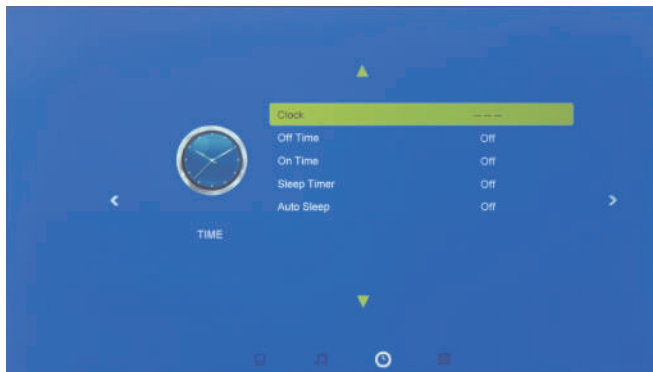 Clock -- -- --
Off Time Off
On Time Off
Sleep Timer Off
Auto Sleep Off
TIME